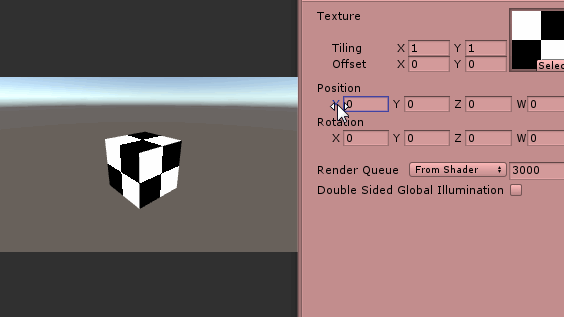 Texture
Tiling X 1 Y 1
Offset X 0 Y 0
Selec
Position
0 Y 0 Z 0 W 0
Rotation
X 0 Y 0 Z 0 W 0
Render Queue From Shader 3000
Double Sided Global Illumination